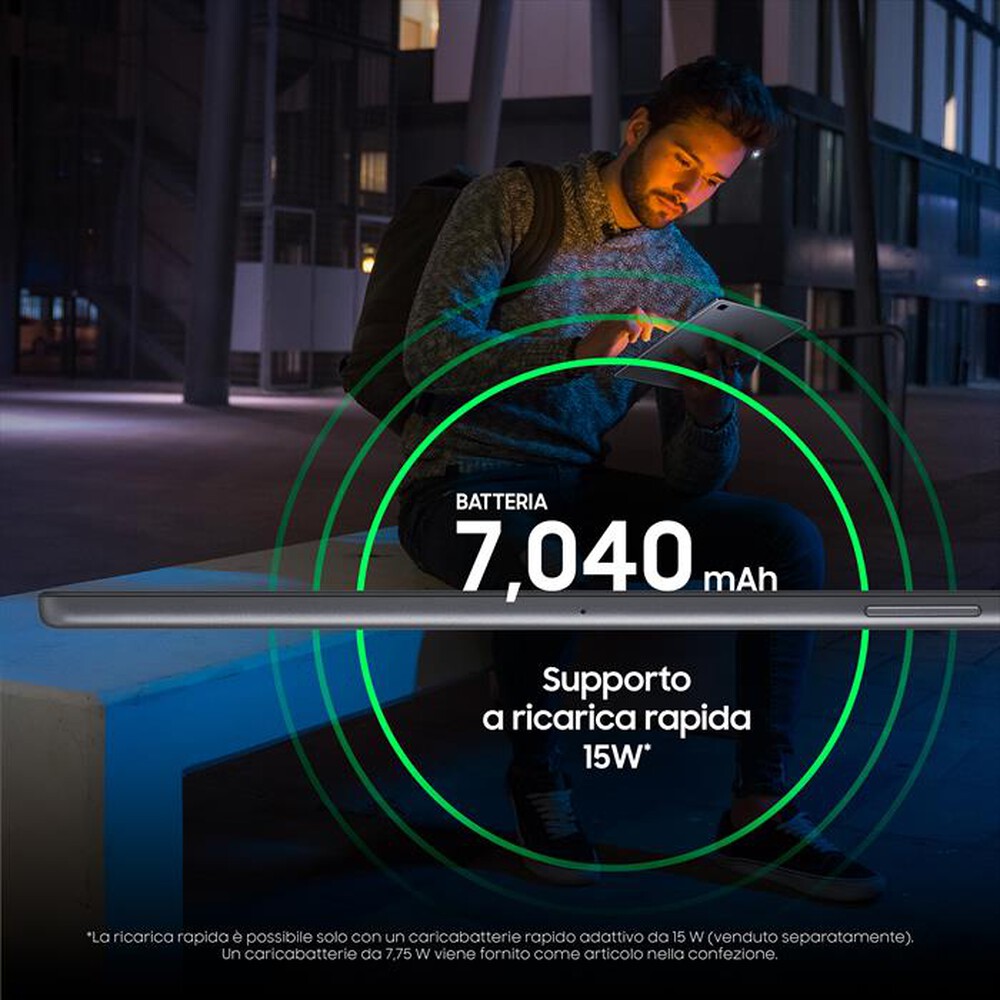 BATTERIA
7,040 mAh
Supporto
a ricarica rapida
15W*
*La ricarica rapida è possibile solo con un caricabatterie rapido adattivo da 15 W (venduto separatamente).
Un caricabatterie da 7,75 W viene fornito come articolo nella confezione.